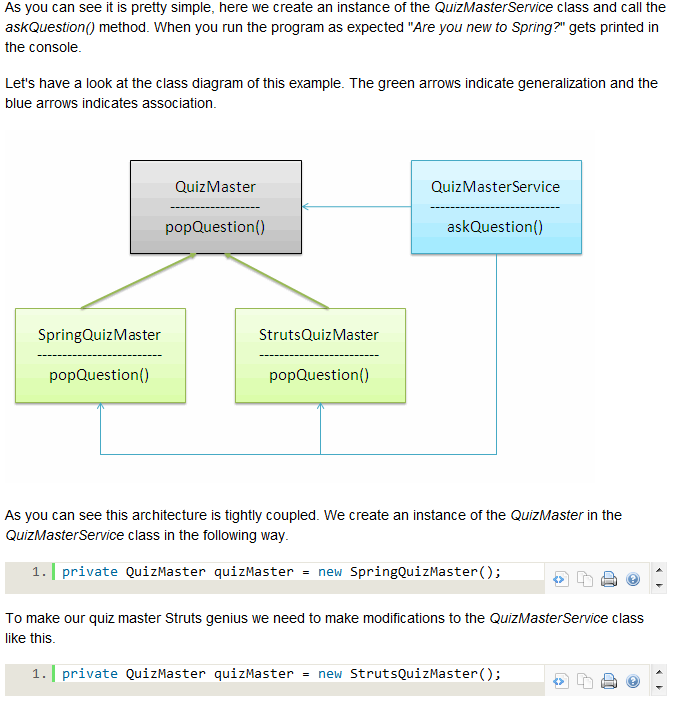 As you can see it is pretty simple, here we create an instance of the QuizMasterService class and call the
askQuestion() method. When you run the program as expected "Are you new to Spring?" gets printed in
the console.
Let's have a look at the class diagram of this example. The green arrows indicate generalization and the
blue arrows indicates association.
QuizMaster
--------------------
popQuestion()
QuizMasterService
--------------------------
askQuestion()
SpringQuizMaster
-------------------------
popQuestion()
StrutsQuizMaster
------------------------
popQuestion()
As you can see this architecture is tightly coupled. We create an instance of the QuizMaster in the
QuizMasterService class in the following way.
1. private QuizMaster quizMaster = new SpringQuizMaster();
To make our quiz master Struts genius we need to make modifications to the QuizMasterService class
like this.
1. private QuizMaster quizMaster = new StrutsQuizMaster();